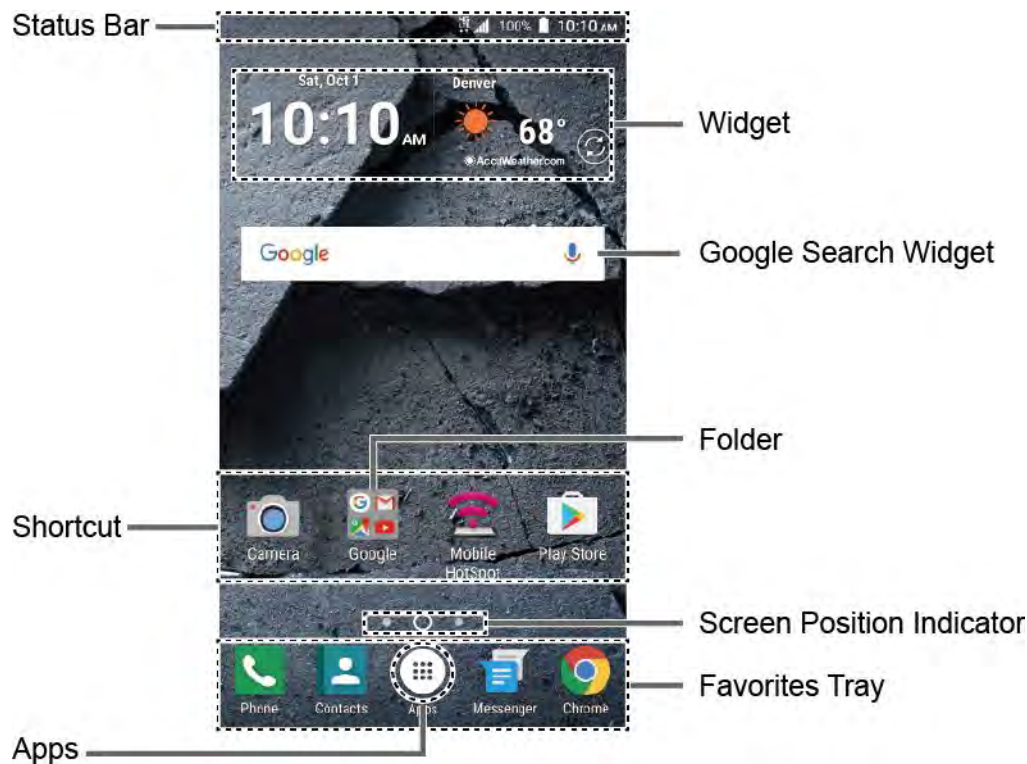 Status Bar
100% 10:10 AM
Sat, Oct 1
Denver
10:10 AM
68°
AccuWeather.com
Widget
Google
Google Search Widget
Folder
Shortcut
Camera
Google
Mobile
HotSpot
Play Store
Screen Position Indicator
Phone
Contacts
Apps
Messenger
Chrome
Favorites Tray
Apps